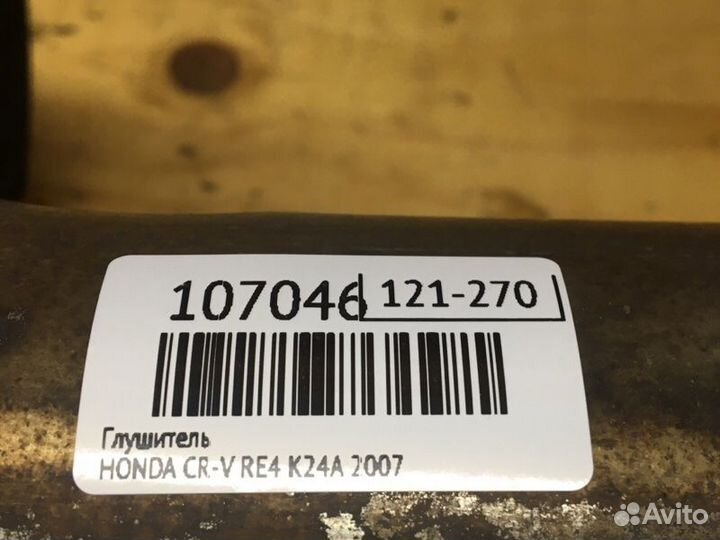 107046 121-270
Глушитель
HONDA CR-V RE4 K24A 2007
Avito